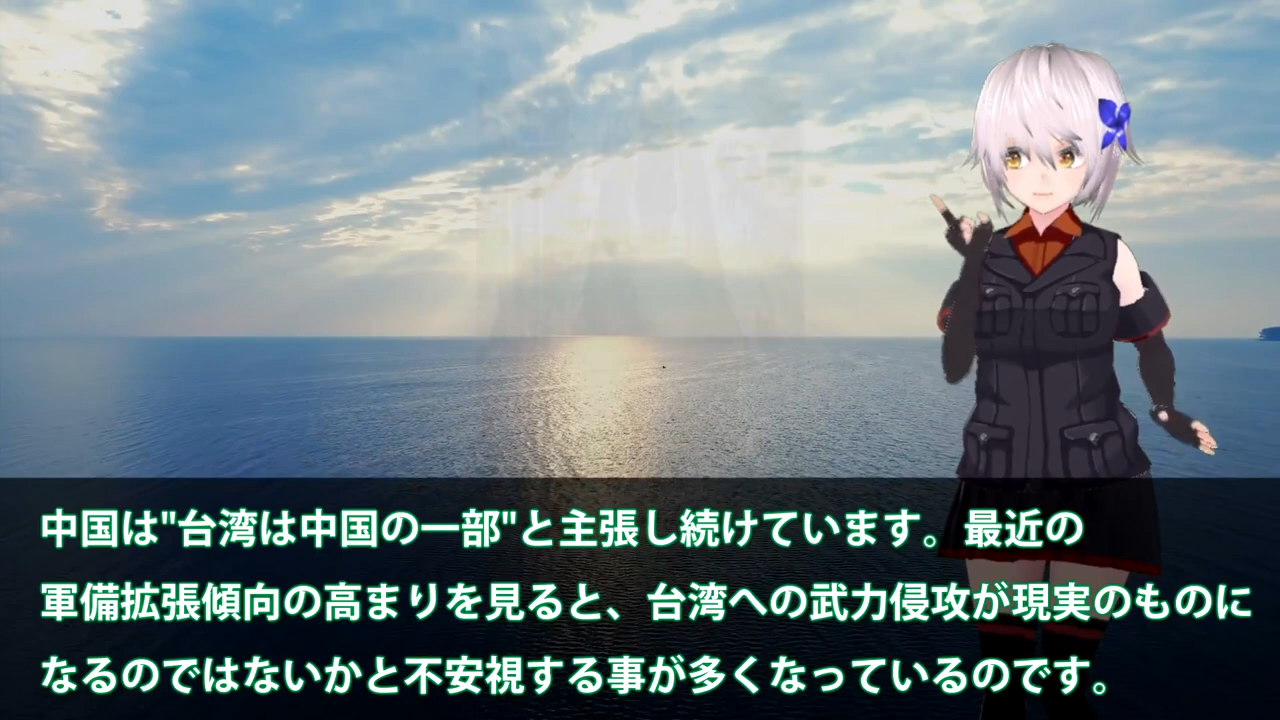 中国は"台湾は中国の一部"と主張し続けています。最近の
軍備拡張傾向の高まりを見ると、台湾への武力侵攻が現実のものに
なるのではないかと不安視する事が多くなっているのです。